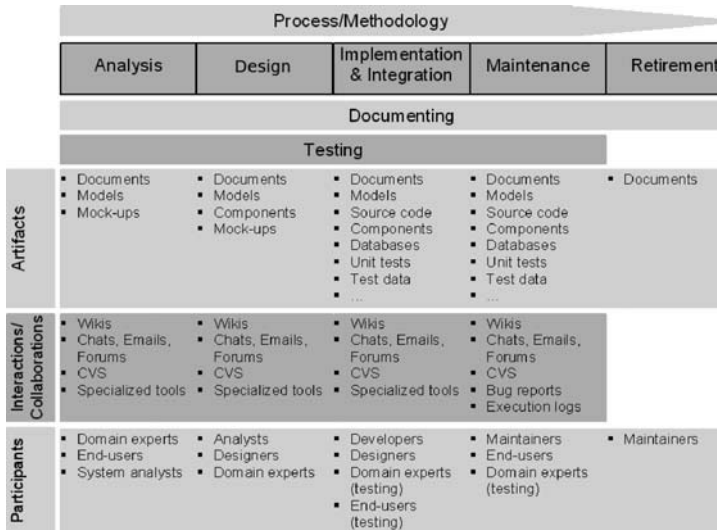 Process/Methodology
Analysis
Design
Implementation
& Integration
Maintenance
Retirement
Documenting
Testing
Artifacts
▪ Documents
▪ Models
▪ Mock-ups
▪ Documents
▪ Models
▪ Components
▪ Mock-ups
▪ Documents
▪ Models
▪ Source code
▪ Components
▪ Databases
▪ Unit tests
▪ Test data
▪ ...
▪ Documents
▪ Models
▪ Source code
▪ Components
▪ Databases
▪ Unit tests
▪ Test data
▪ ...
▪ Documents
Interactions/
Collaborations
▪ Wikis
▪ Chats, Emails,
Forums
▪ CVS
▪ Specialized tools
▪ Wikis
▪ Chats, Emails,
Forums
▪ CVS
▪ Specialized tools
▪ Wikis
▪ Chats, Emails,
Forums
▪ CVS
▪ Specialized tools
▪ Wikis
▪ Chats, Emails,
Forums
▪ CVS
▪ Bug reports
▪ Execution logs
Participants
▪ Domain experts
▪ End-users
▪ System analysts
▪ Analysts
▪ Designers
▪ Domain experts
▪ Developers
▪ Designers
▪ Domain experts
(testing)
▪ End-users
(testing)
▪ Maintainers
▪ End-users
▪ Domain experts
(testing)
▪ Maintainers